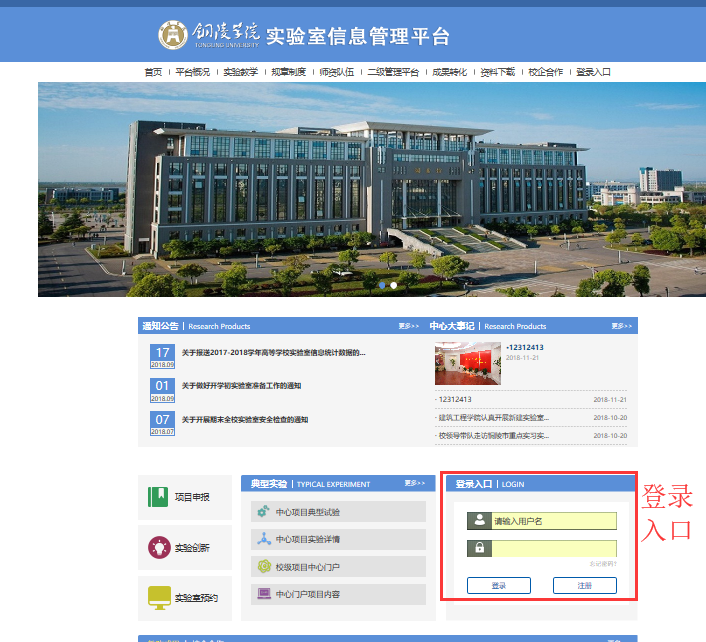 铜陵学院 实验室信息管理平台
TONGLING UNIVERSITY
首页 | 平台概况 | 实验教学 | 规章制度 | 师资队伍 | 二级管理平台 | 成果转化 | 资料下载 | 校企合作 | 登录入口
通知公告 | Research Products 更多>>
17
2018.09
关于报送2017-2018学年高等学校实验室信息统计数据的...
01
2018.09
关于做好开学初实验室准备工作的通知
07
2018.07
关于开展期末全校实验室安全检查的通知
中心大事记 | Research Products 更多>>
·12312413
2018-11-21
· 12312413 2018-11-21
· 建筑工程学院认真开展新建实验室... 2018-10-20
· 校领导带队走访铜陵市重点实习实... 2018-10-20
项目申报
实验创新
实验室预约
典型实验 | TYPICAL EXPERIMENT 更多>>
中心项目典型试验
中心项目实验详情
校级项目中心门户
中心门户项目内容
登录入口 | LOGIN
请输入用户名
忘记密码?
登录 注册
登录
入口